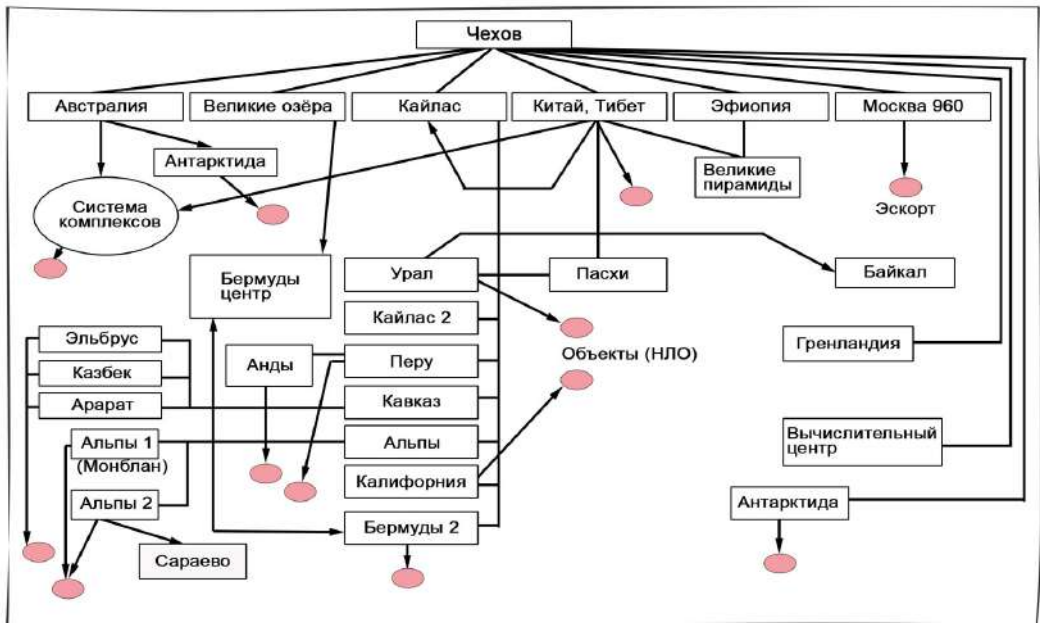 Чехов
Австралия
Великие озёра
Кайлас
Китай, Тибет
Эфиопия
Москва 960
Антарктида
Великие
пирамиды
Система
комплексов
Эскорт
Бермуды
центр
Урал
Пасхи
Байкал
Кайлас 2
Эльбрус
Анды
Перу
Объекты (НЛО)
Гренландия
Казбек
Арарат
Кавказ
Альпы 1
(Монблан)
Альпы
Вычислительный
центр
Калифорния
Альпы 2
Антарктида
Бермуды 2
Сараево